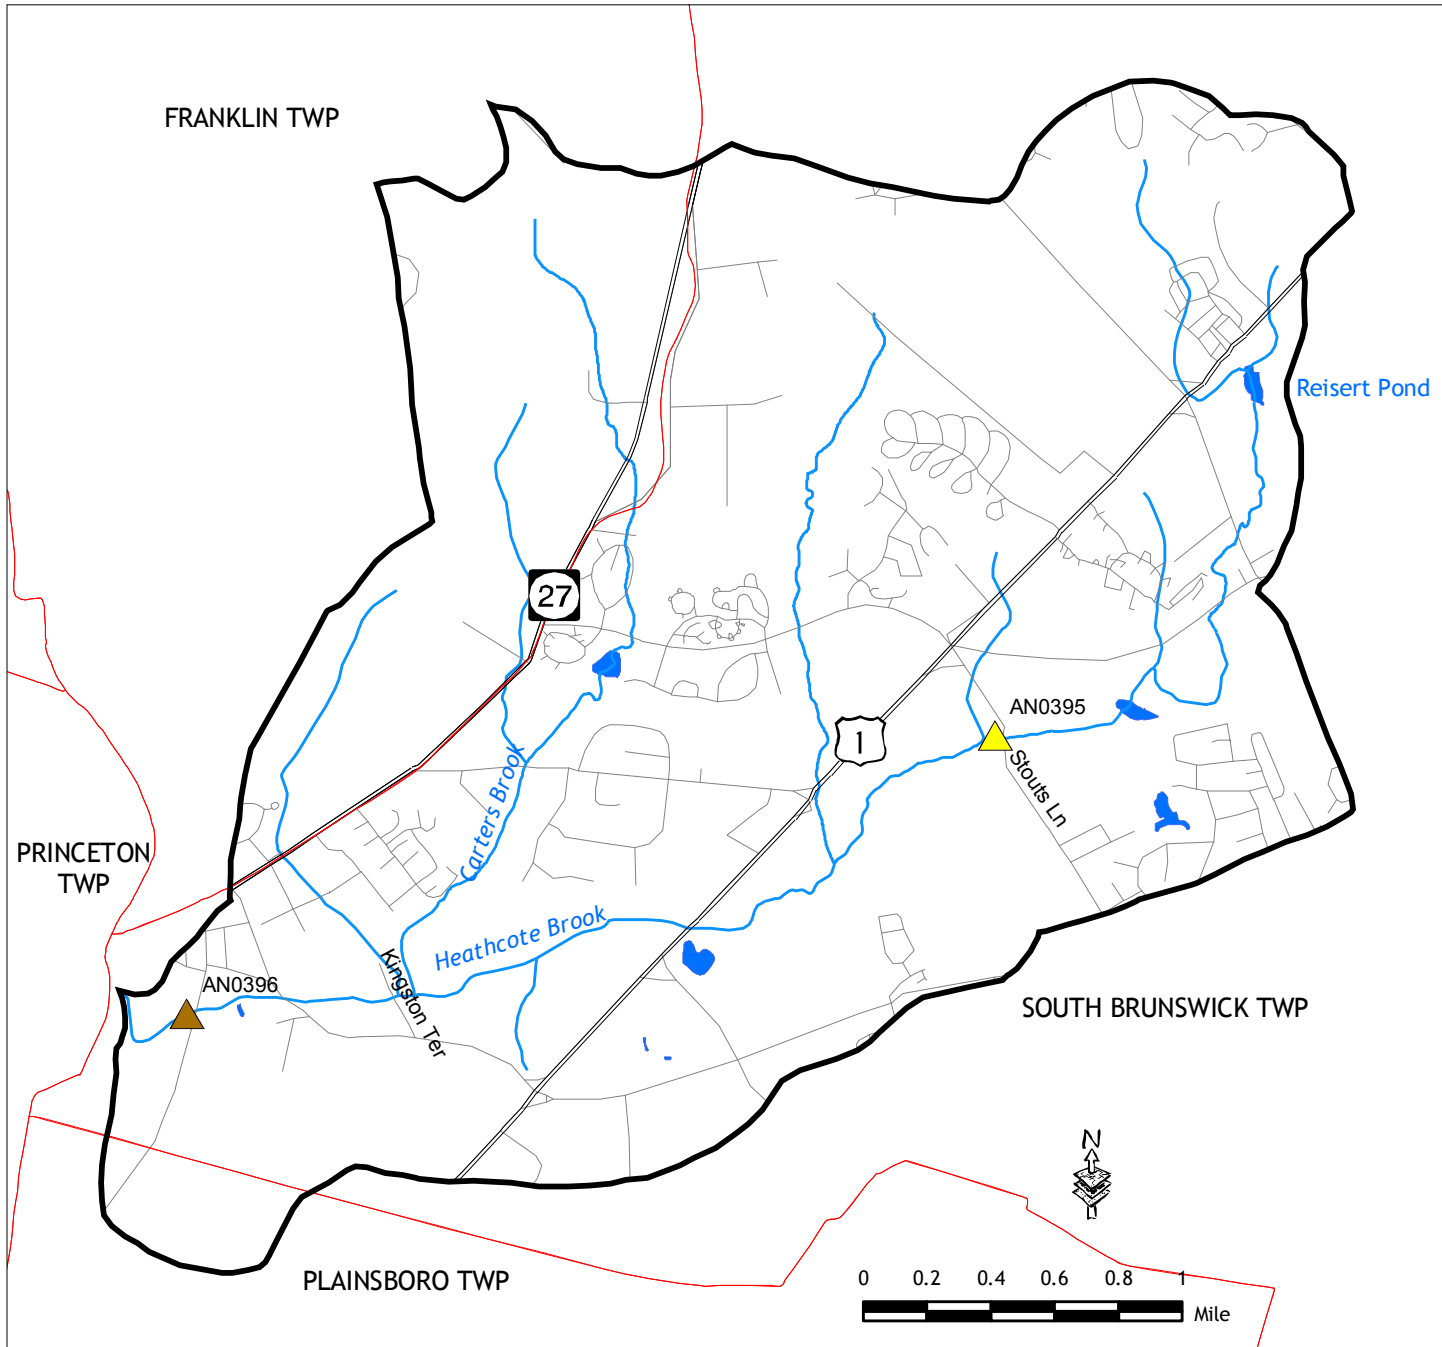 FRANKLIN TWP
Reisert Pond
27
AN0395
1
Stouts Ln
Carters Brook
PRINCETON
TWP
Heathcote Brook
Kingston Ter
AN0396
SOUTH BRUNSWICK TWP
N
PLAINSBORO TWP
0 0.2 0.4 0.6 0.8 1
Mile